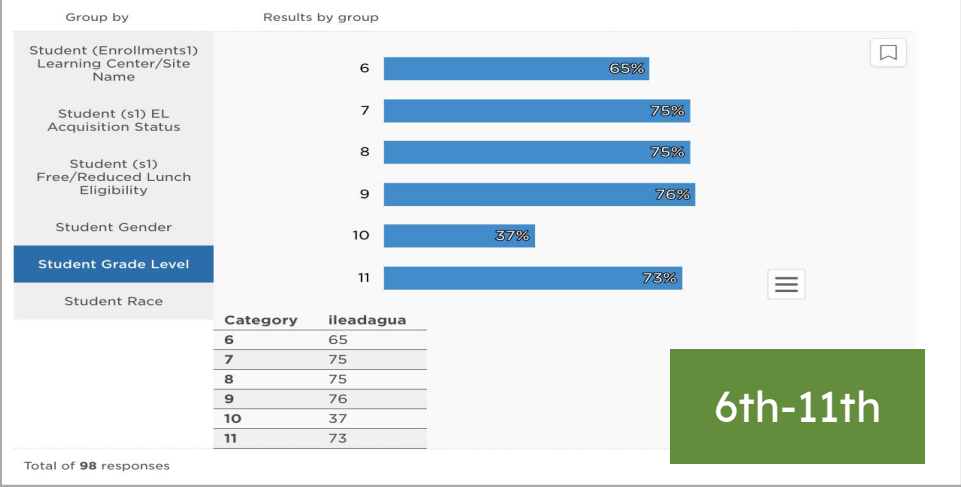 Group by
Results by group
Student (Enrollments1)
Learning Center/Site
Name
Student (s1) EL
Acquisition Status
Student (s1)
Free/Reduced Lunch
Eligibility
Student Gender
Student Grade Level
Student Race
6 65%
7 75%
8 75%
9 76%
10 37%
11 73%
Category ileadagua
6 65
7 75
8 75
9 76
10 37
11 73
6th-11th
Total of 98 responses